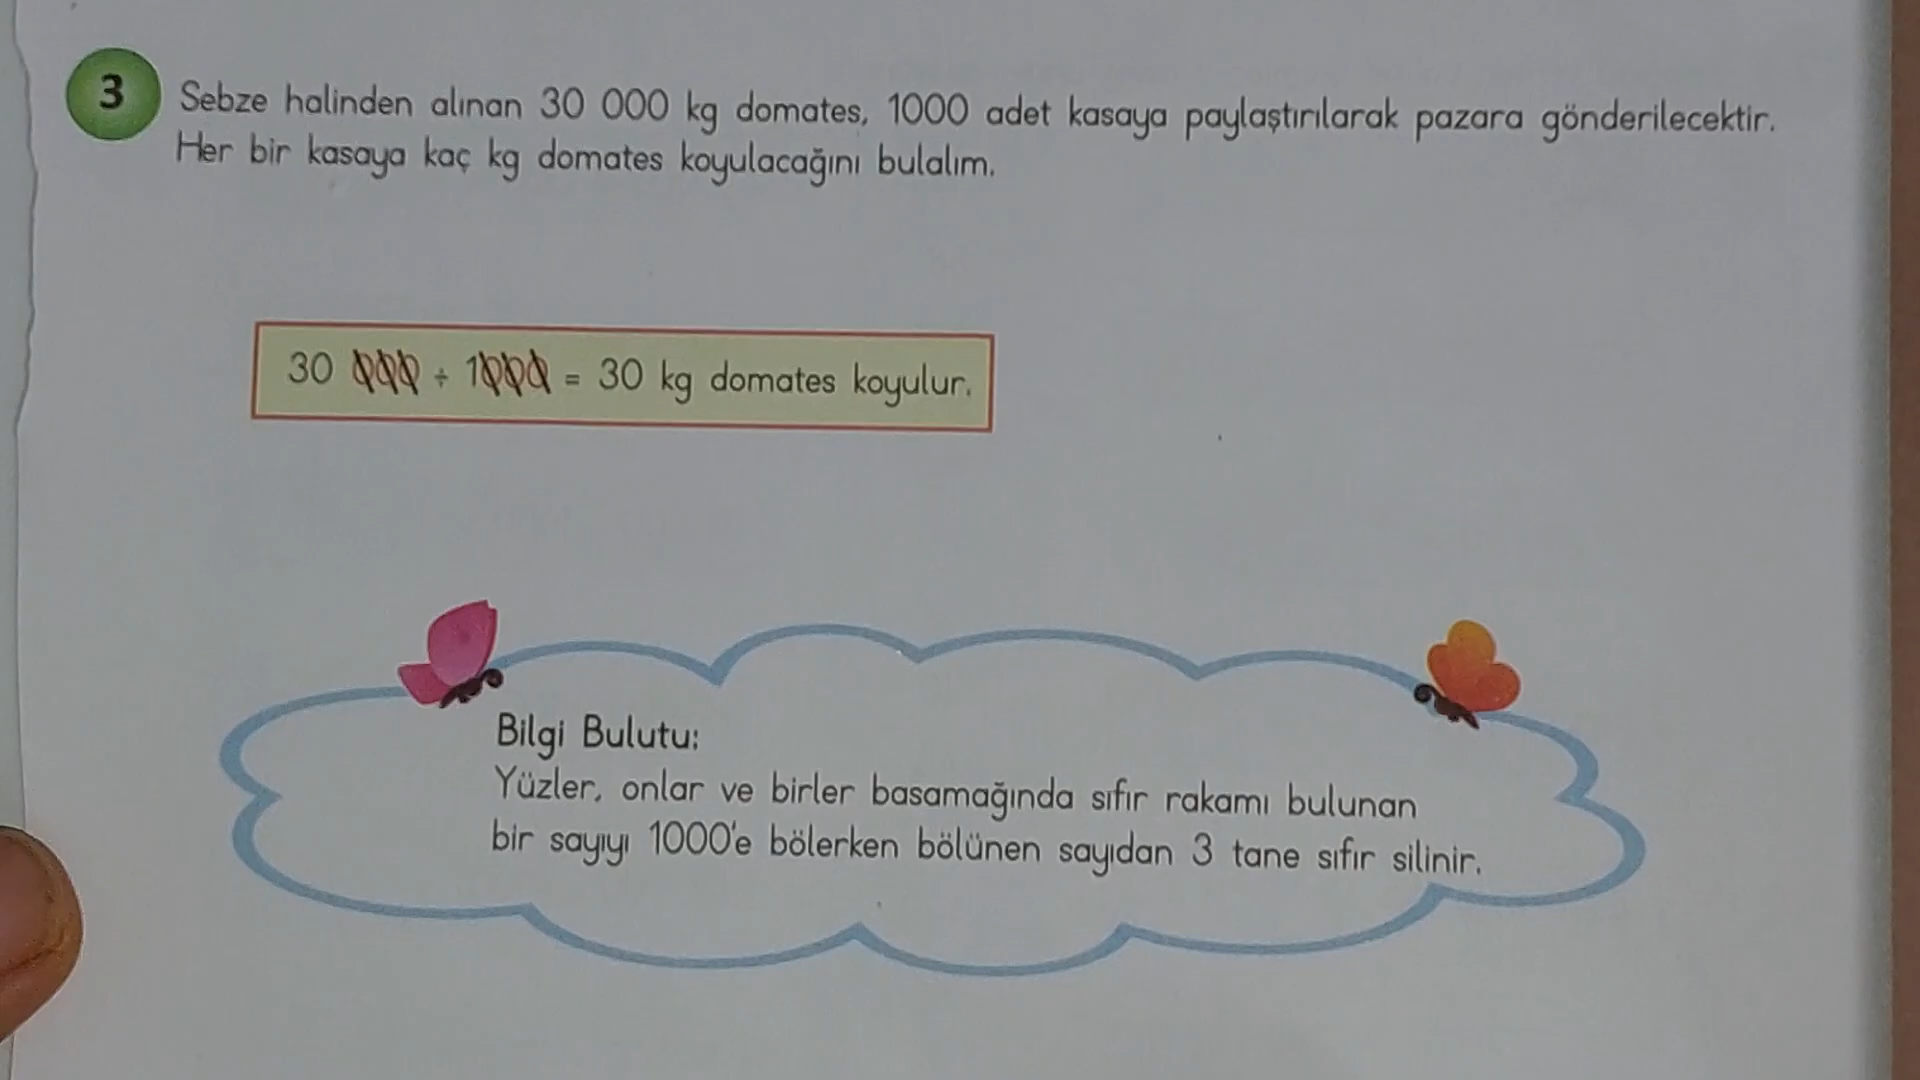 3
Sebze halinden alınan 30 000 kg domates, 1000 adet kasaya paylaştırılarak pazara gönderilecektir.
Her bir kasaya kaç kg domates koyulacağını bulalım.
30 000 ÷ 1000 = 30 kg domates koyulur.
Bilgi Bulutu:
Yüzler, onlar ve birler basamağında sıfır rakamı bulunan
bir sayıyı 1000'e bölerken bölünen sayıdan 3 tane sıfır silinir.